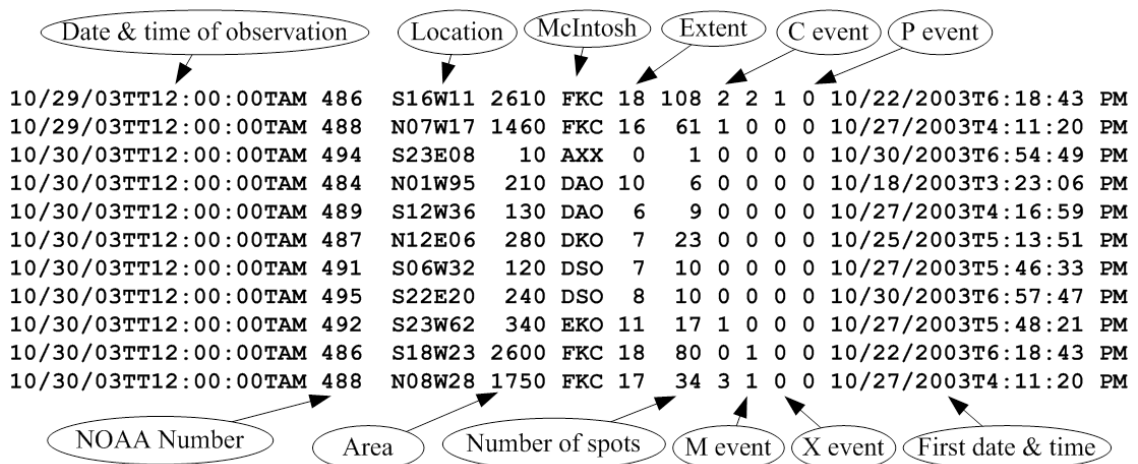 Date & time of observation Location McIntosh Extent C event P event
10/29/03TT12:00:00TAM 486 S16W11 2610 FKC 18 108 2 2 1 0 10/22/2003T6:18:43 PM
10/29/03TT12:00:00TAM 488 N07W17 1460 FKC 16 61 1 0 0 0 10/27/2003T4:11:20 PM
10/30/03TT12:00:00TAM 494 S23E08 10 AXX 0 1 0 0 0 0 10/30/2003T6:54:49 PM
10/30/03TT12:00:00TAM 484 N01W95 210 DAO 10 6 0 0 0 0 10/18/2003T3:23:06 PM
10/30/03TT12:00:00TAM 489 S12W36 130 DAO 6 9 0 0 0 0 10/27/2003T4:16:59 PM
10/30/03TT12:00:00TAM 487 N12E06 280 DKO 7 23 0 0 0 0 10/25/2003T5:13:51 PM
10/30/03TT12:00:00TAM 491 S06W32 120 DSO 7 10 0 0 0 0 10/27/2003T5:46:33 PM
10/30/03TT12:00:00TAM 495 S22E20 240 DSO 8 10 0 0 0 0 10/30/2003T6:57:47 PM
10/30/03TT12:00:00TAM 492 S23W62 340 EKO 11 17 1 0 0 0 10/27/2003T5:48:21 PM
10/30/03TT12:00:00TAM 486 S18W23 2600 FKC 18 80 0 1 0 0 10/22/2003T6:18:43 PM
10/30/03TT12:00:00TAM 488 N08W28 1750 FKC 17 34 3 1 0 0 10/27/2003T4:11:20 PM
NOAA Number Area Number of spots M event X event First date & time